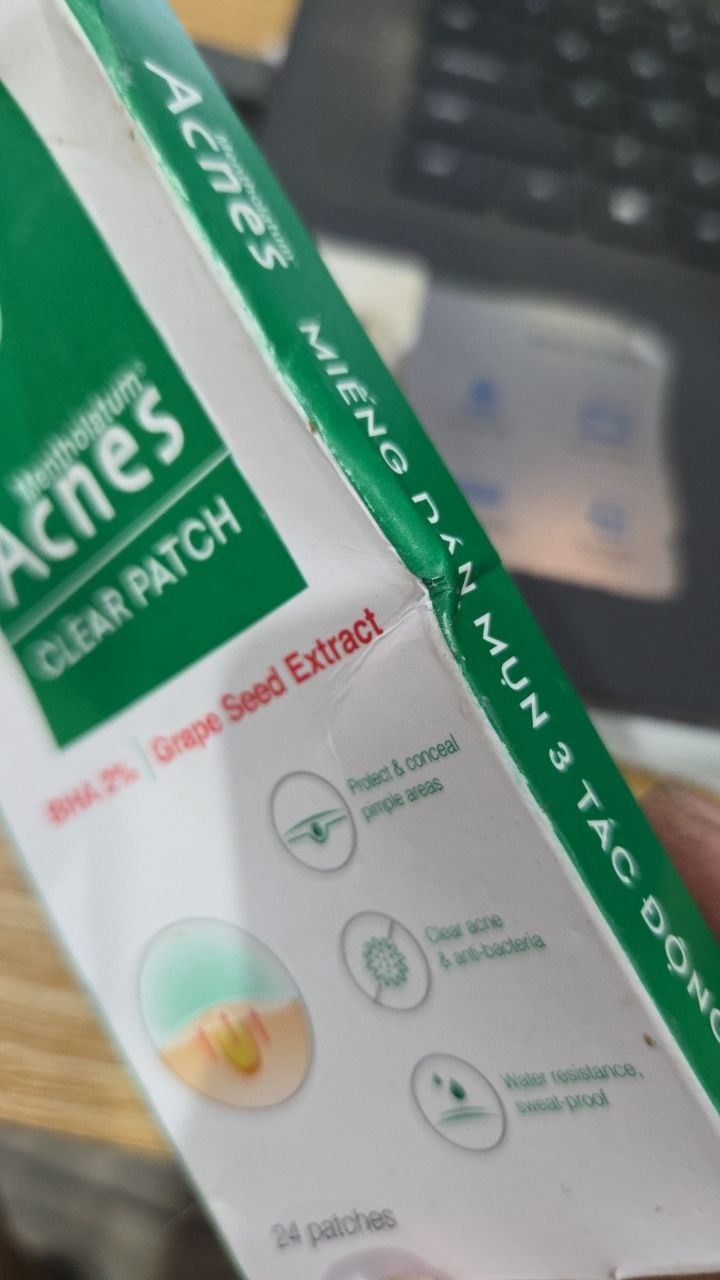 Mentholatum
Acnes
MIẾNG DÁN MỤN 3 TÁC ĐỘNG
Mentholatum®
Acnes
CLEAR PATCH
BHA 2% | Grape Seed Extract
Protect & conceal
pimple areas
Clear acne
& anti-bacteria
Water resistance,
sweat-proof
24 patches